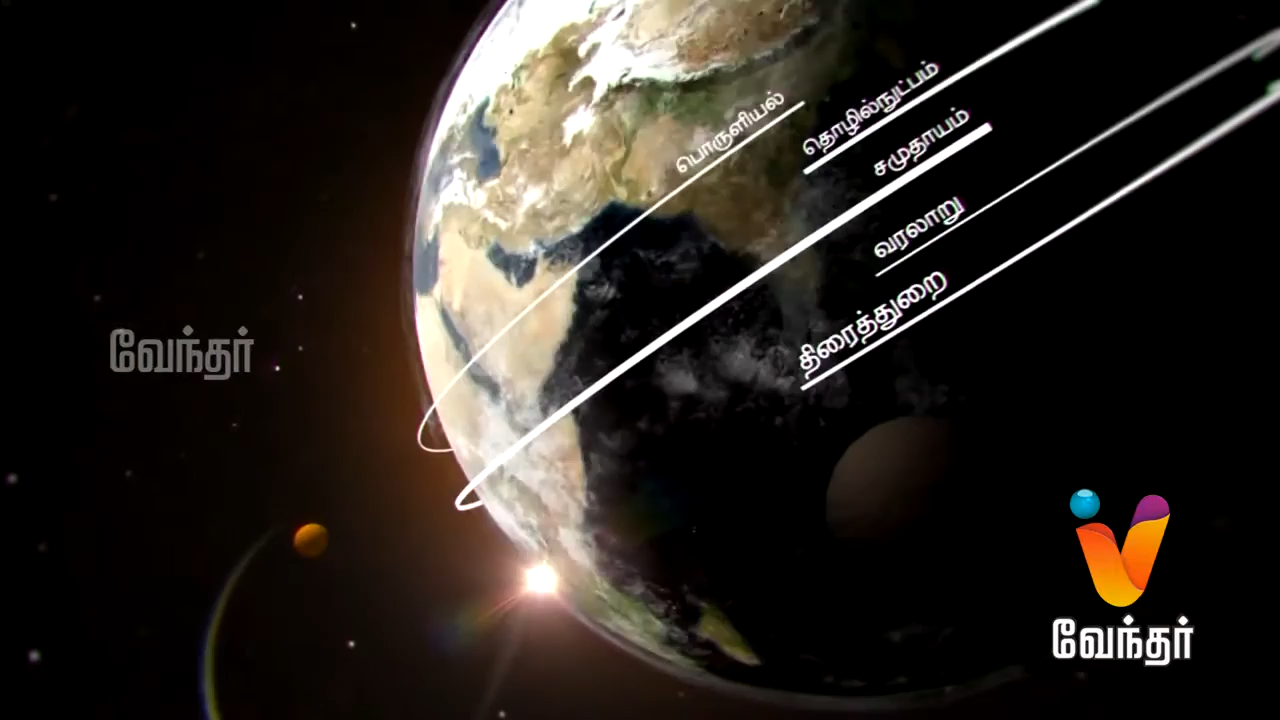 பொருளியல்
தொழில்நுட்பம்
சமுதாயம்
வரலாறு
திரைத்துறை
வேந்தர்
வேந்தர்